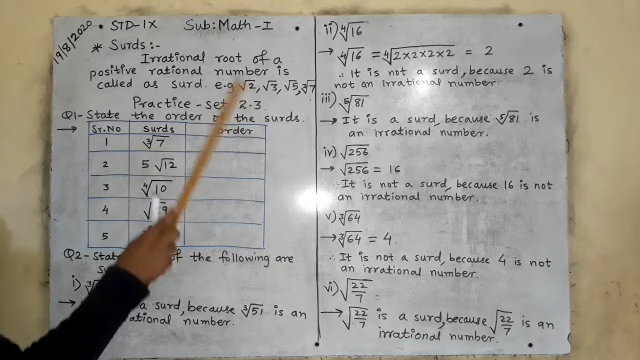 19/8/2020
STD-IX Sub:Math-I
* Surds:-
Irrational root of a
positive rational number is
called as surd. e.g √2, √3, √5, ∛7
Practice-set 2.3
Q1-State the order of the surds.
→ Sr.No Surds order
1 ∛7
2 5 √12
3 ∜10
4
5
Q2- State of the following are
i)
→ a surd, because ∛51 is an
irrational number.
ii) ∜16
→ ∜16 = ∜2×2×2×2 = 2
∴ It is not a surd, because 2 is
not an irrational number.
iii) ⁵√81
→ It is a surd, because ⁵√81 is
an irrational number.
iv) √256
→ √256 = 16
∴ It is not a surd, because 16 is not
an irrational number.
v) ∛64
→ ∛64 = 4
∴ It is not a surd, because 4 is not
an irrational number.
vi) √22/7
→ √22/7 is a surd, because √22/7 is an
irrational number.